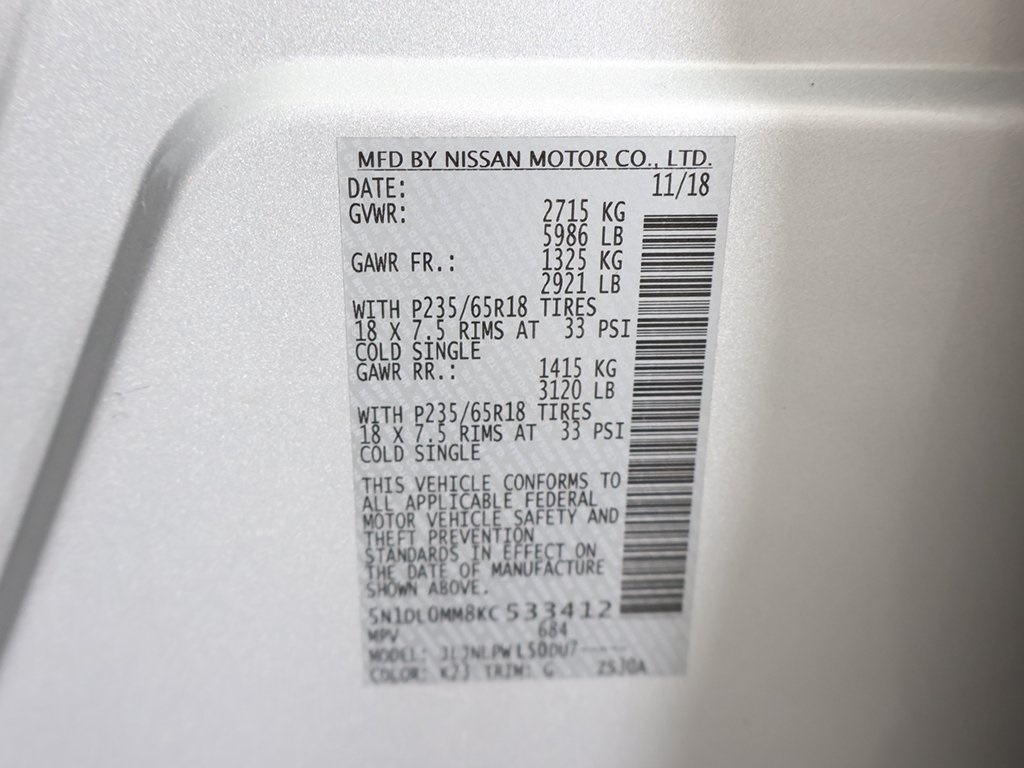 MFD BY NISSAN MOTOR CO., LTD.
DATE: 11/18
GVWR: 2715 KG
5986 LB
GAWR FR.: 1325 KG
2921 LB
WITH P235/65R18 TIRES
18 X 7.5 RIMS AT 33 PSI
COLD SINGLE
GAWR RR.: 1415 KG
3120 LB
WITH P235/65R18 TIRES
18 X 7.5 RIMS AT 33 PSI
COLD SINGLE
THIS VEHICLE CONFORMS TO
ALL APPLICABLE FEDERAL
MOTOR VEHICLE SAFETY AND
THEFT PREVENTION
STANDARDS IN EFFECT ON
THE DATE OF MANUFACTURE
SHOWN ABOVE.
5N1DL0MM8KC533412
MPV 684
MODEL:
COLOR: K23 TRIM: G